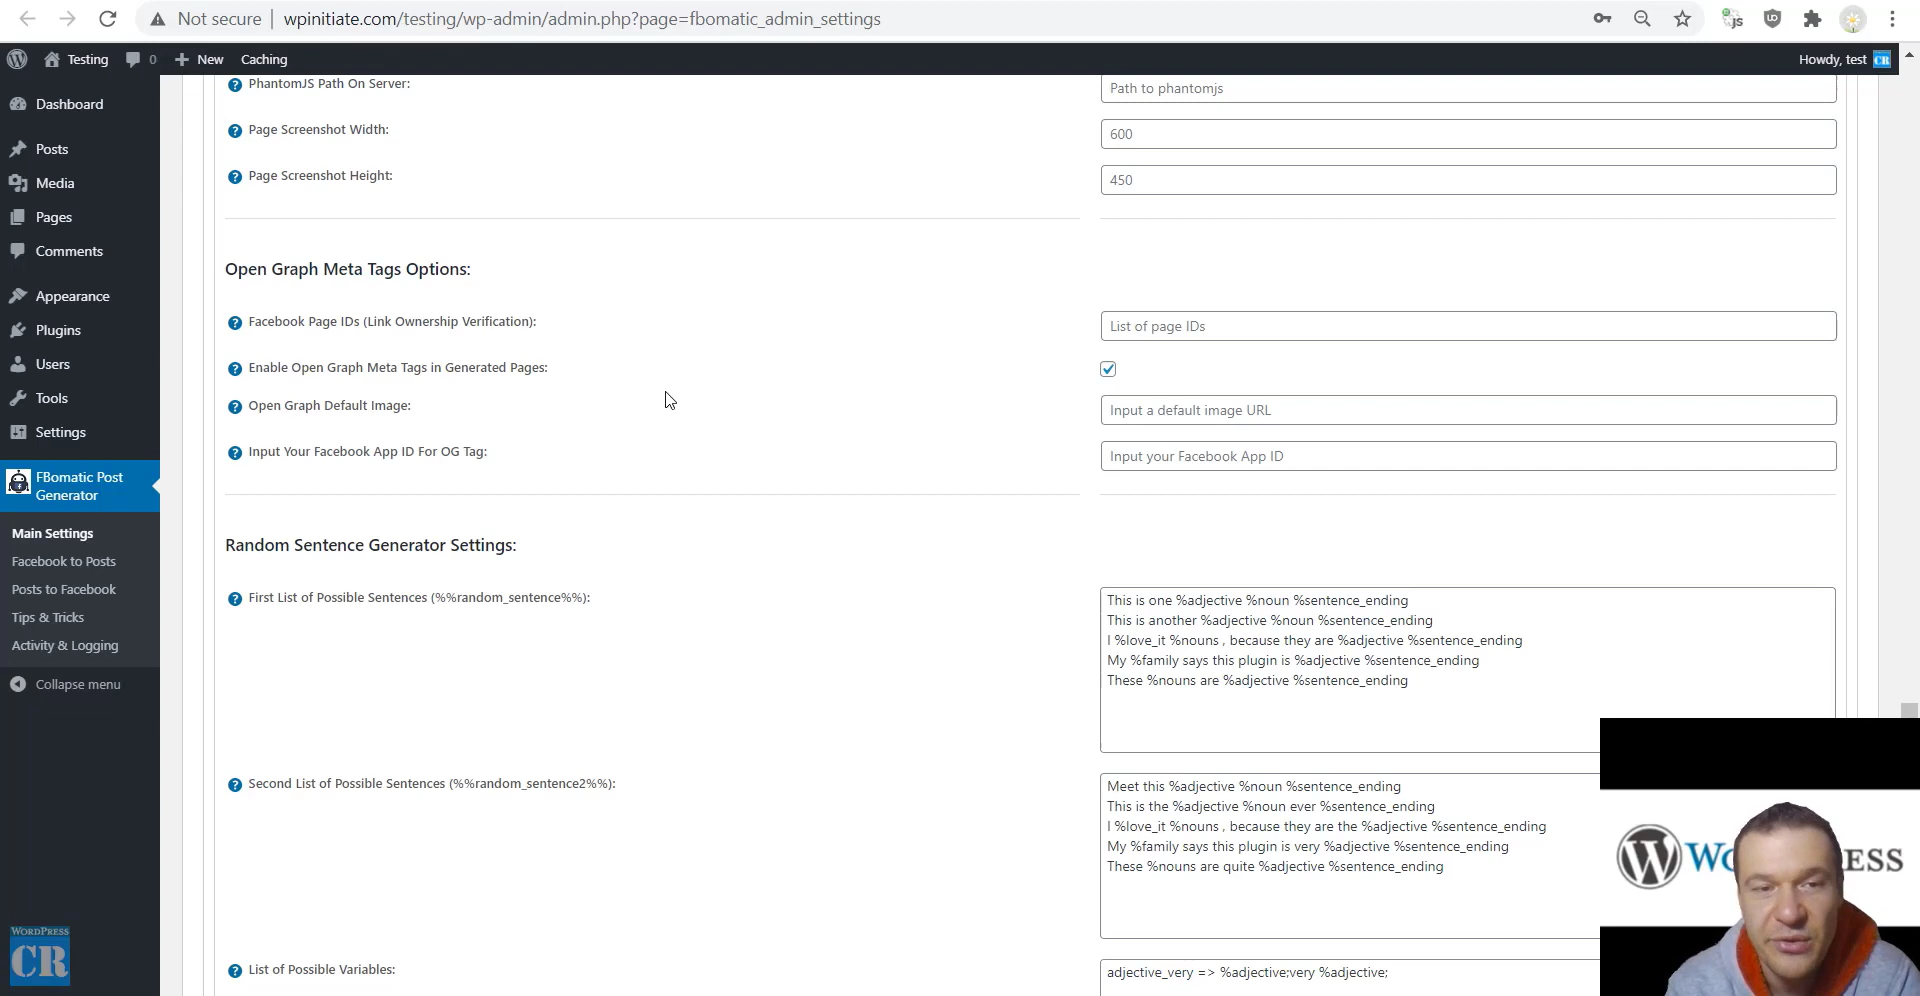 Not secure
wpinitiate.com/testing/wp-admin/admin.php?page=fbomatic_admin_settings
Testing
0
New
Caching
Howdy, test
CR
Dashboard
Posts
Media
Pages
Comments
Appearance
Plugins
Users
Tools
Settings
FBomatic Post
Generator
Main Settings
Facebook to Posts
Posts to Facebook
Tips & Tricks
Activity & Logging
Collapse menu
WORDPRESS
CR
PhantomJS Path On Server:
Path to phantomjs
Page Screenshot Width:
600
Page Screenshot Height:
450
Open Graph Meta Tags Options:
Facebook Page IDs (Link Ownership Verification):
List of page IDs
Enable Open Graph Meta Tags in Generated Pages:
Open Graph Default Image:
Input a default image URL
Input Your Facebook App ID For OG Tag:
Input your Facebook App ID
Random Sentence Generator Settings:
First List of Possible Sentences (%%random_sentence%%):
This is one %adjective %noun %sentence_ending
This is another %adjective %noun %sentence_ending
I %love_it %nouns , because they are %adjective %sentence_ending
My %family says this plugin is %adjective %sentence_ending
These %nouns are %adjective %sentence_ending
Second List of Possible Sentences (%%random_sentence2%%):
Meet this %adjective %noun %sentence_ending
This is the %adjective %noun ever %sentence_ending
I %love_it %nouns , because they are the %adjective %sentence_ending
My %family says this plugin is very %adjective %sentence_ending
These %nouns are quite %adjective %sentence_ending
List of Possible Variables:
adjective_very => %adjective;very %adjective;